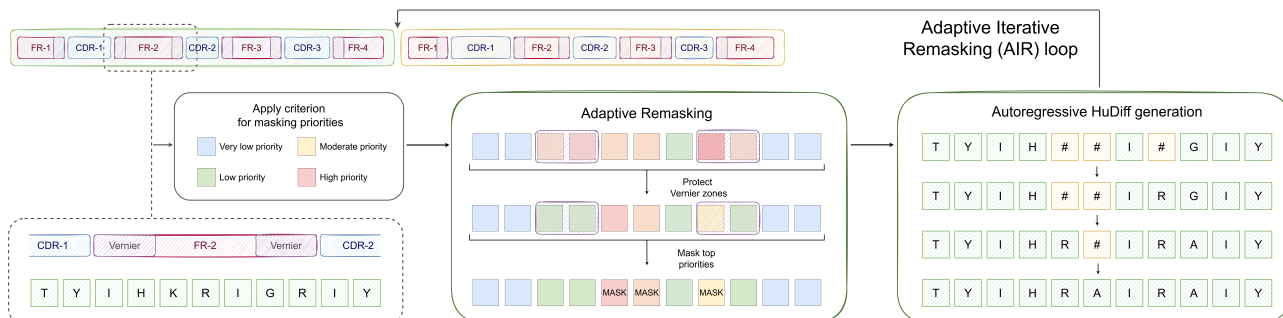 FR-1 CDR-1 FR-2 CDR-2 FR-3 CDR-3 FR-4
FR-1 CDR-1 FR-2 CDR-2 FR-3 CDR-3 FR-4
Adaptive Iterative
Remasking (AIR) loop
Apply criterion
for masking priorities
Very low priority
Moderate priority
Low priority
High priority
CDR-1 Vernier FR-2 Vernier CDR-2
T Y I H K R I G R I Y
Adaptive Remasking
Protect
Vernier zones
Mask top
priorities
MASK MASK MASK
Autoregressive HuDiff generation
T Y I H # # I # G I Y
T Y I H # # I R G I Y
T Y I H R # I R A I Y
T Y I H R A I R A I Y